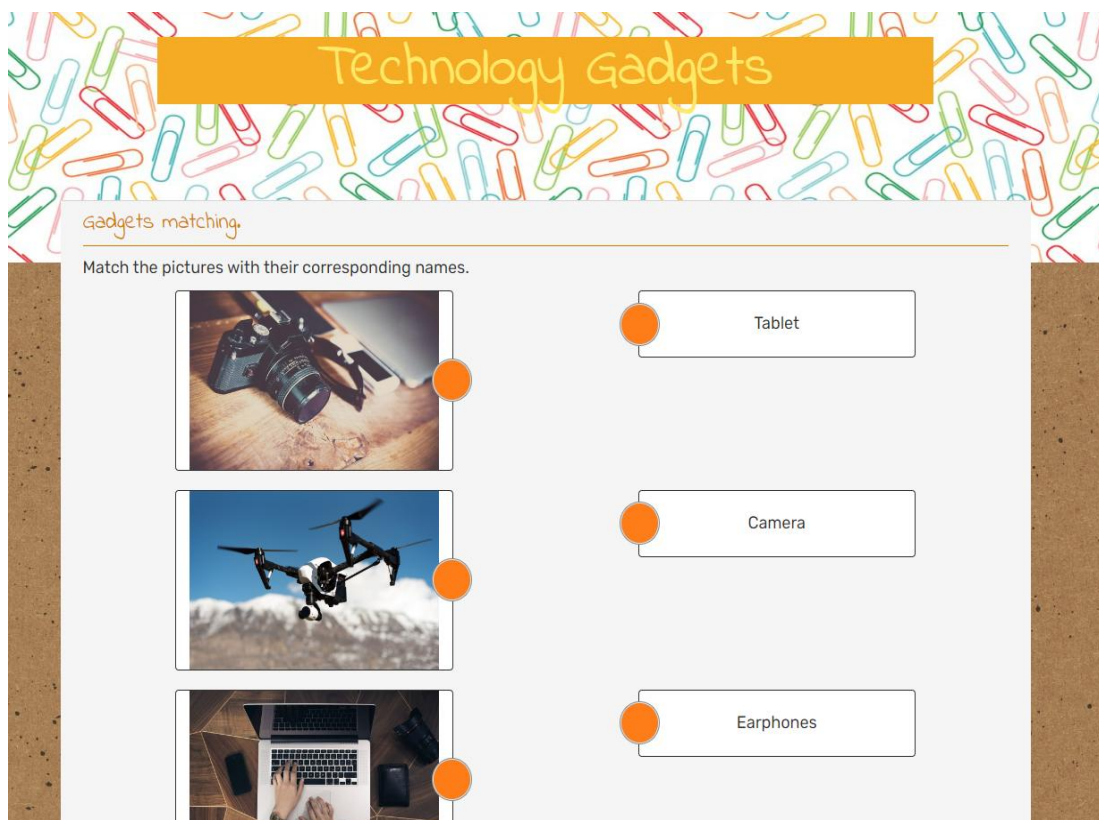 Technology Gadgets
Gadgets matching.
Match the pictures with their corresponding names.
Tablet
Camera
Earphones